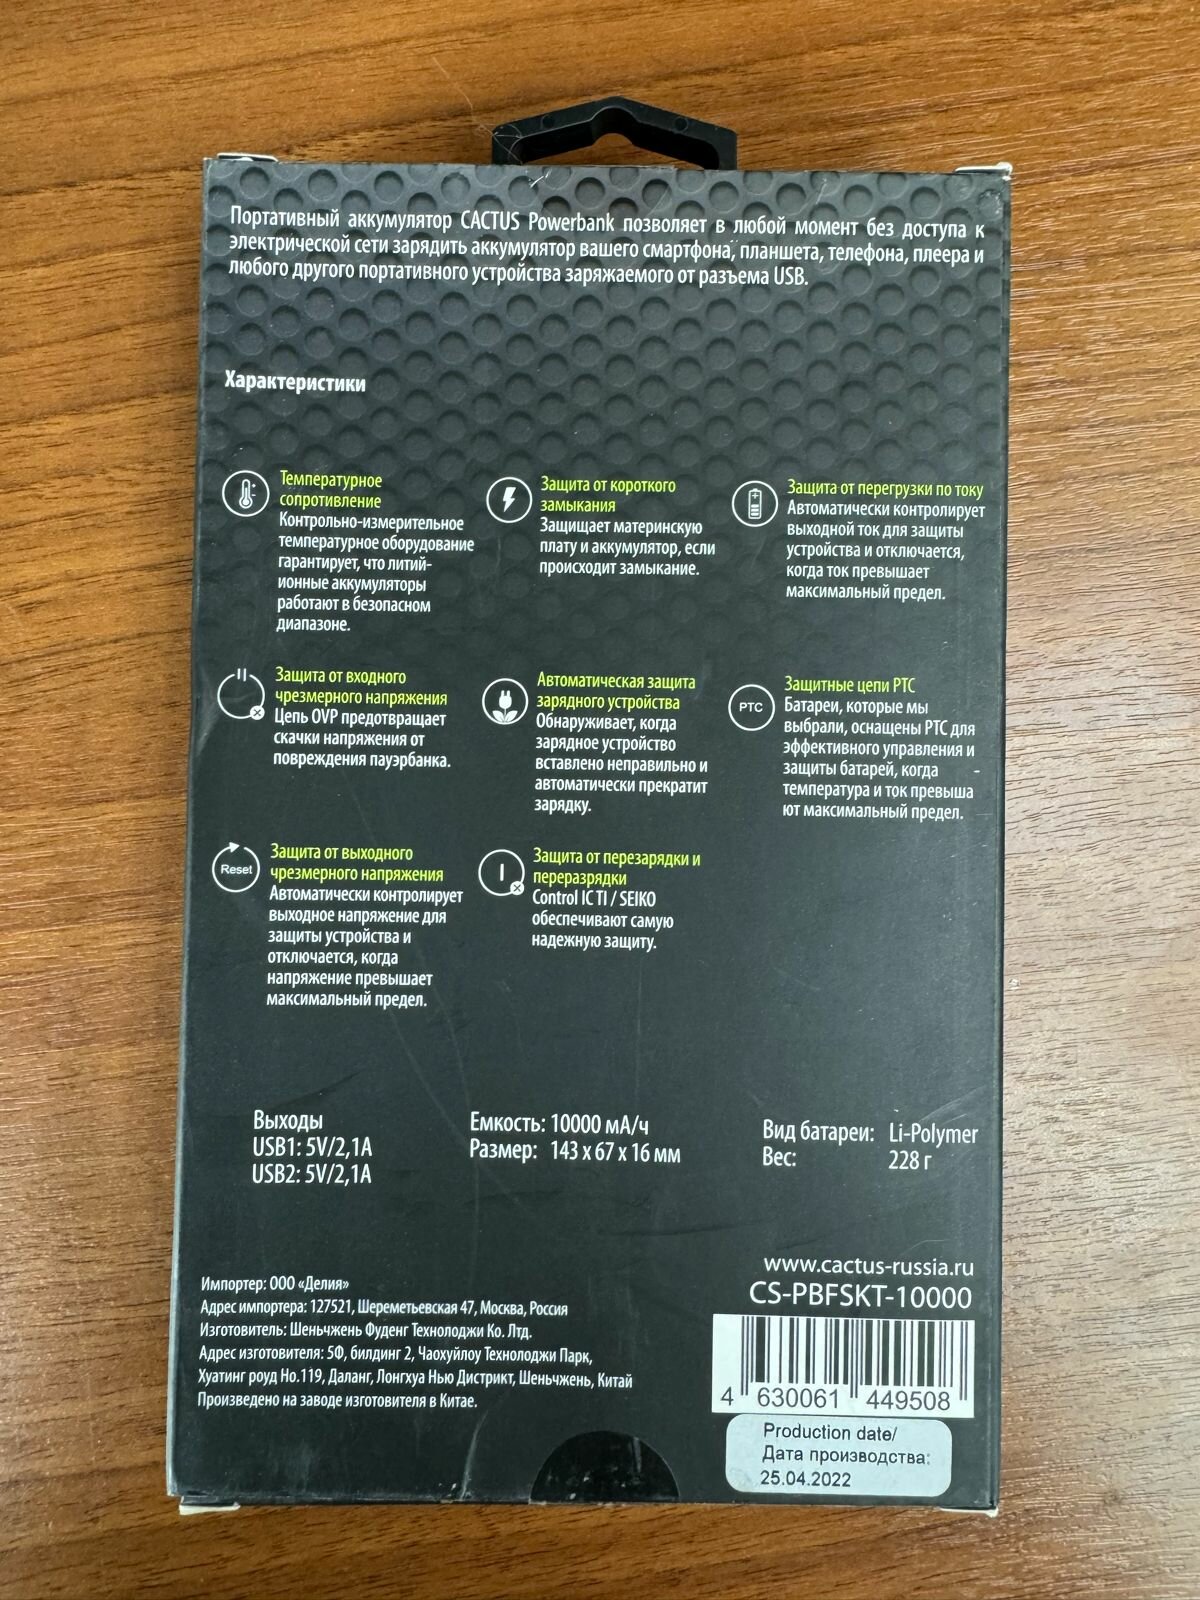 Портативный аккумулятор CACTUS Powerbank позволяет в любой момент без доступа к
электрической сети зарядить аккумулятор вашего смартфона, планшета, телефона, плеера и
любого другого портативного устройства заряжаемого от разъема USB.
Характеристики
Температурное
сопротивление
Контрольно-измерительное
температурное оборудование
гарантирует, что литий-
ионные аккумуляторы
работают в безопасном
диапазоне.
Защита от короткого
замыкания
Защищает материнскую
плату и аккумулятор, если
происходит замыкание.
Защита от перегрузки по току
Автоматически контролирует
выходной ток для защиты
устройства и отключается,
когда ток превышает
максимальный предел.
Защита от входного
чрезмерного напряжения
Цепь OVP предотвращает
скачки напряжения от
повреждения пауэрбанка.
Автоматическая защита
зарядного устройства
Обнаруживает, когда
зарядное устройство
вставлено неправильно и
автоматически прекратит
зарядку.
PTC
Защитные цепи PTC
Батареи, которые мы
выбрали, оснащены PTC для
эффективного управления и
защиты батарей, когда -
температура и ток превыша
ют максимальный предел.
Reset
Защита от выходного
чрезмерного напряжения
Автоматически контролирует
выходное напряжение для
защиты устройства и
отключается, когда
напряжение превышает
максимальный предел.
Защита от перезарядки и
переразрядки
Control IC TI / SEIKO
обеспечивают самую
надежную защиту.
Выходы
USB1: 5V/2,1A
USB2: 5V/2,1A
Емкость: 10000 мА/ч
Размер: 143 x 67 x 16 мм
Вид батареи: Li-Polymer
Вес: 228 г
www.cactus-russia.ru
CS-PBFSKT-10000
Импортер: ООО «Делия»
Адрес импортера: 127521, Шереметьевская 47, Москва, Россия
Изготовитель: Шеньчжень Фуденг Технолоджи Ко. Лтд.
Адрес изготовителя: 5Ф, билдинг 2, Чаохуйлоу Технолоджи Парк,
Хуатинг роуд Но.119, Даланг, Лонгхуа Нью Дистрикт, Шеньчжень, Китай
Произведено на заводе изготовителя в Китае.
4 630061 449508
Production date/
Дата производства:
25.04.2022